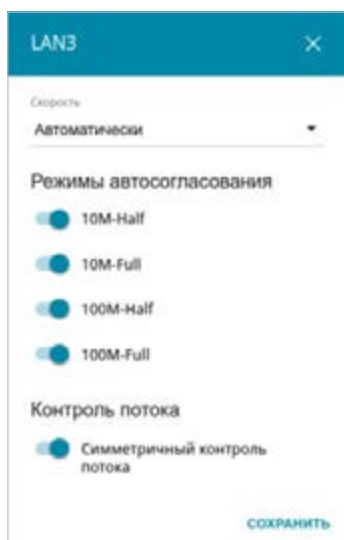 LAN3
Скорость
Автоматически
Режимы автосогласования
10M-Half
10M-Full
100M-Half
100M-Full
Контроль потока
Симметричный контроль
потока
СОХРАНИТЬ